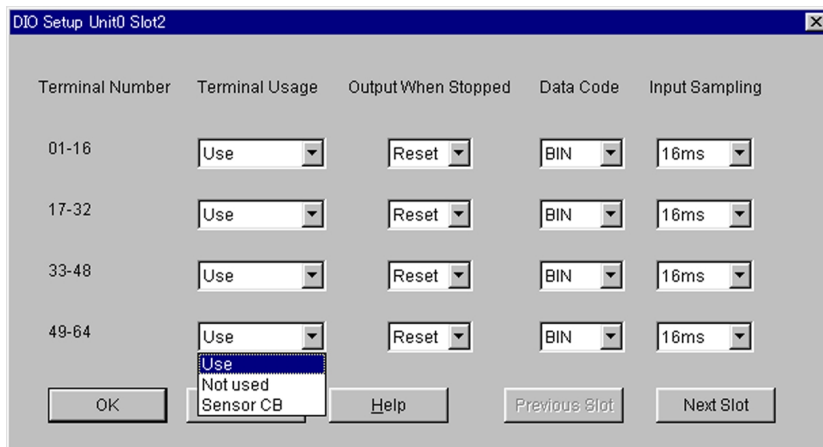 DIO Setup Unit0 Slot2
Terminal Number Terminal Usage Output When Stopped Data Code Input Sampling
01-16 Use Reset BIN 16ms
17-32 Use Reset BIN 16ms
33-48 Use Reset BIN 16ms
49-64 Use Reset BIN 16ms
Use
Not used
Sensor CB
OK Help Previous Slot Next Slot